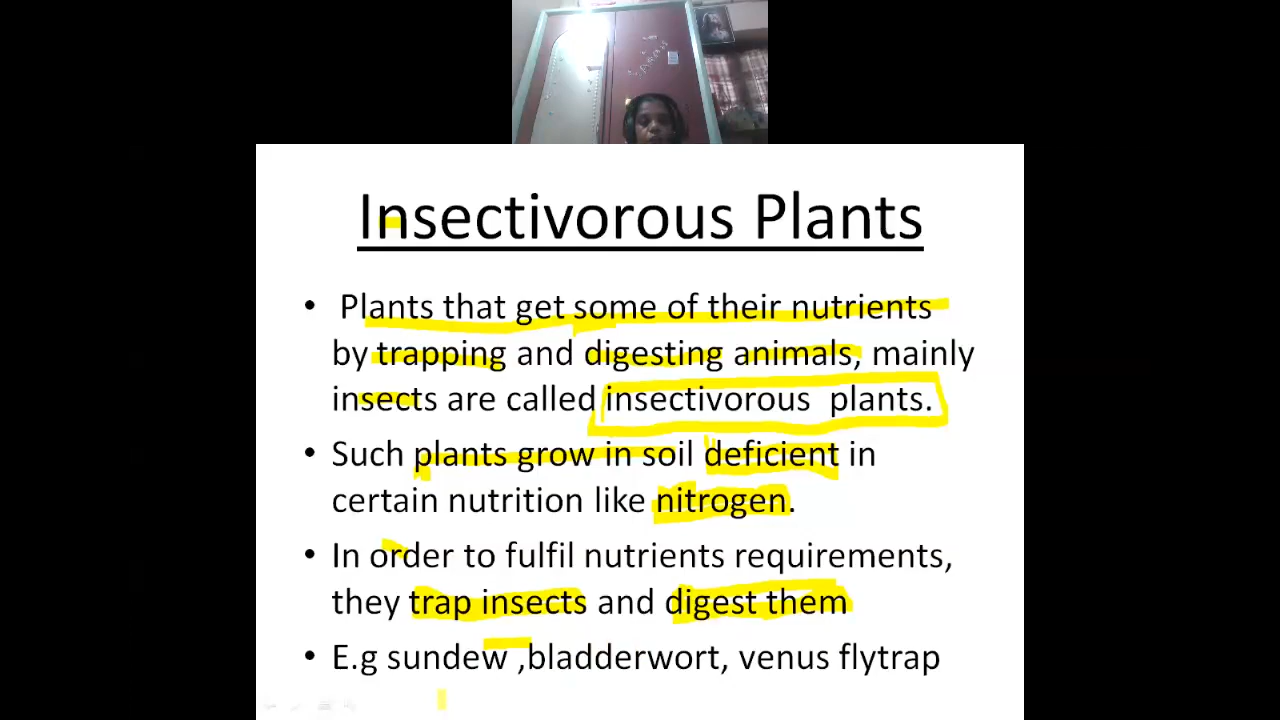 Insectivorous Plants
• Plants that get some of their nutrients
by trapping and digesting animals, mainly
insects are called insectivorous plants.
• Such plants grow in soil deficient in
certain nutrition like nitrogen.
• In order to fulfil nutrients requirements,
they trap insects and digest them
• E.g sundew ,bladderwort, venus flytrap